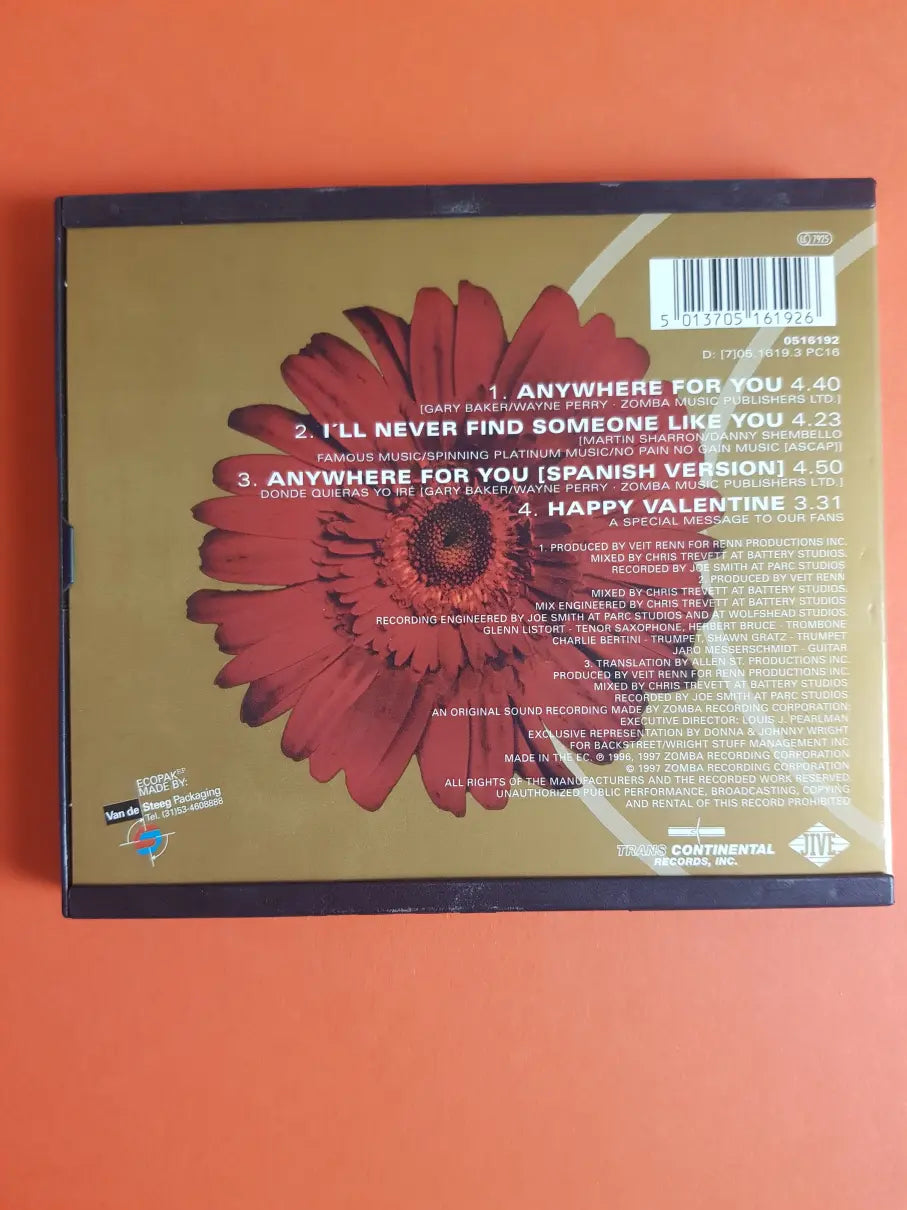 LC 7925
5 013705 161926
0516192
D: [7]05.1619.3 PC16
1. ANYWHERE FOR YOU 4.40
[GARY BAKER/WAYNE PERRY · ZOMBA MUSIC PUBLISHERS LTD.]
2. I'LL NEVER FIND SOMEONE LIKE YOU 4.23
[MARTIN SHARRON/DANNY SHEMBELLO
FAMOUS MUSIC/SPINNING PLATINUM MUSIC/NO PAIN NO GAIN MUSIC [ASCAP]]
3. ANYWHERE FOR YOU [SPANISH VERSION] 4.50
DONDE QUIERAS YO IRÉ [GARY BAKER/WAYNE PERRY · ZOMBA MUSIC PUBLISHERS LTD.]
4. HAPPY VALENTINE 3.31
A SPECIAL MESSAGE TO OUR FANS
1. PRODUCED BY VEIT RENN FOR RENN PRODUCTIONS INC.
MIXED BY CHRIS TREVETT AT BATTERY STUDIOS.
RECORDED BY JOE SMITH AT PARC STUDIOS
2. PRODUCED BY VEIT RENN
MIXED BY CHRIS TREVETT AT BATTERY STUDIOS
MIX ENGINEERED BY CHRIS TREVETT AT BATTERY STUDIOS.
RECORDING ENGINEERED BY JOE SMITH AT PARC STUDIOS AND AT WOLFSHEAD STUDIOS.
GLENN LISTORT - TENOR SAXOPHONE, HERBERT BRUCE - TROMBONE
CHARLIE BERTINI - TRUMPET, SHAWN GRATZ - TRUMPET
JARO MESSERSCHMIDT - GUITAR
3. TRANSLATION BY ALLEN ST. PRODUCTIONS INC.
PRODUCED BY VEIT RENN FOR RENN PRODUCTIONS INC.
MIXED BY CHRIS TREVETT AT BATTERY STUDIOS
RECORDED BY JOE SMITH AT PARC STUDIOS
AN ORIGINAL SOUND RECORDING MADE BY ZOMBA RECORDING CORPORATION:
EXECUTIVE DIRECTOR: LOUIS J. PEARLMAN
EXCLUSIVE REPRESENTATION BY DONNA & JOHNNY WRIGHT
FOR BACKSTREET/WRIGHT STUFF MANAGEMENT INC
MADE IN THE EC. ℗ 1996, 1997 ZOMBA RECORDING CORPORATION
© 1997 ZOMBA RECORDING CORPORATION
ALL RIGHTS OF THE MANUFACTURERS AND THE RECORDED WORK RESERVED.
UNAUTHORIZED PUBLIC PERFORMANCE, BROADCASTING, COPYING
AND RENTAL OF THIS RECORD PROHIBITED
ECOPAK
MADE BY:
Van de Steeg Packaging
Tel. (31)53-4608888
TRANS CONTINENTAL
RECORDS, INC.
JIVE